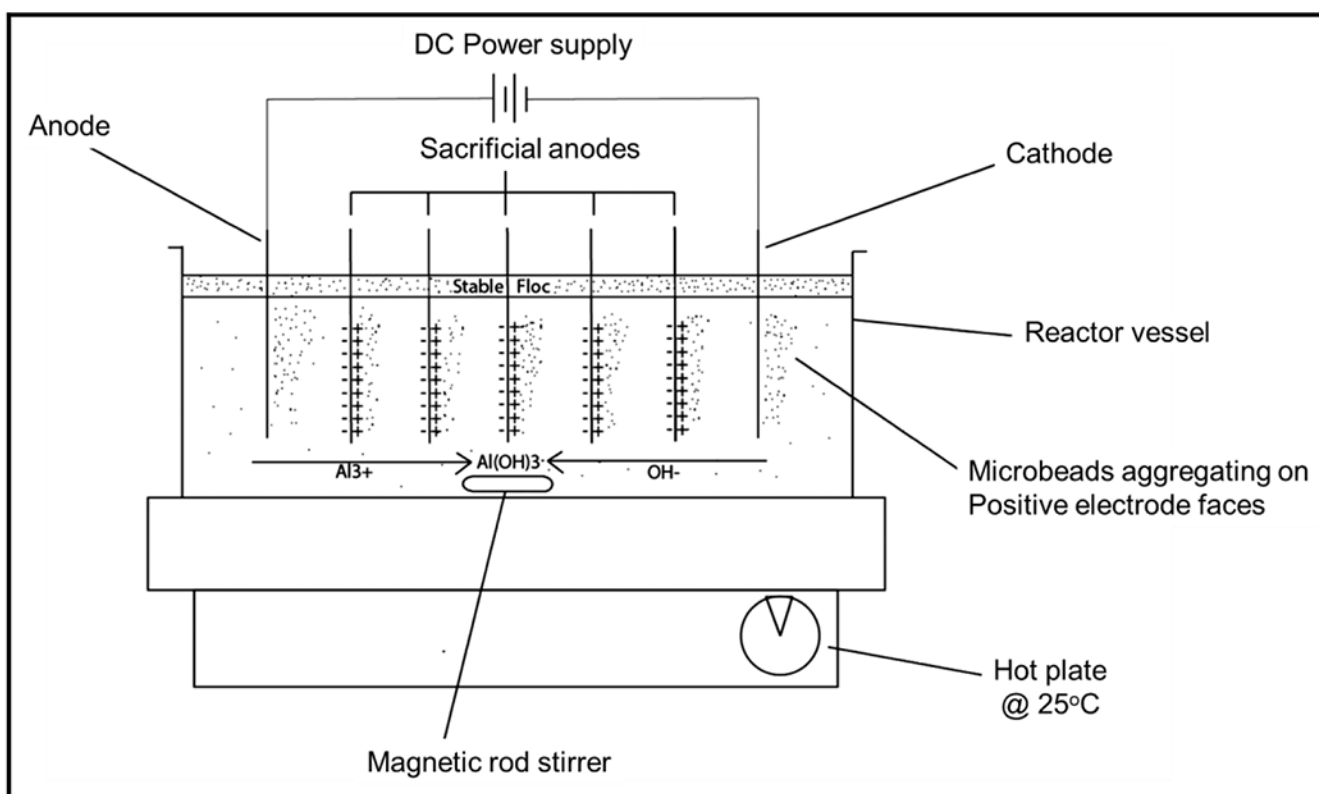 DC Power supply
Anode
Sacrificial anodes
Cathode
Stable Floc
Reactor vessel
Al3+
Al(OH)3·
OH-
Microbeads aggregating on
Positive electrode faces
Hot plate
@ 25°C
Magnetic rod stirrer